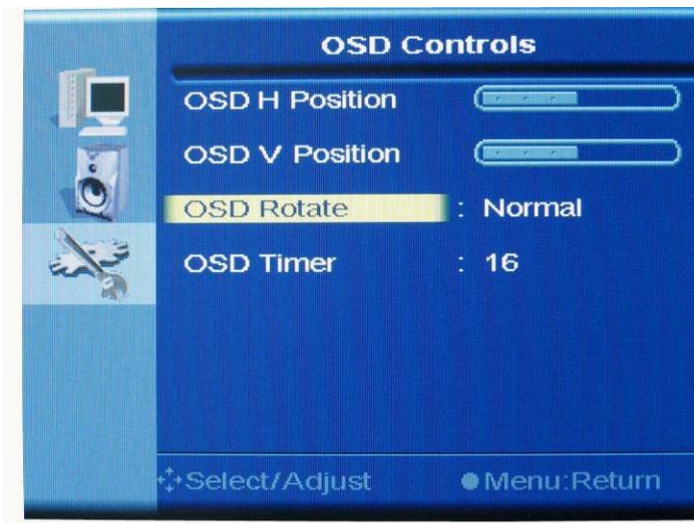 OSD Controls
OSD H Position
OSD V Position
OSD Rotate : Normal
OSD Timer : 16
Select/Adjust Menu:Return